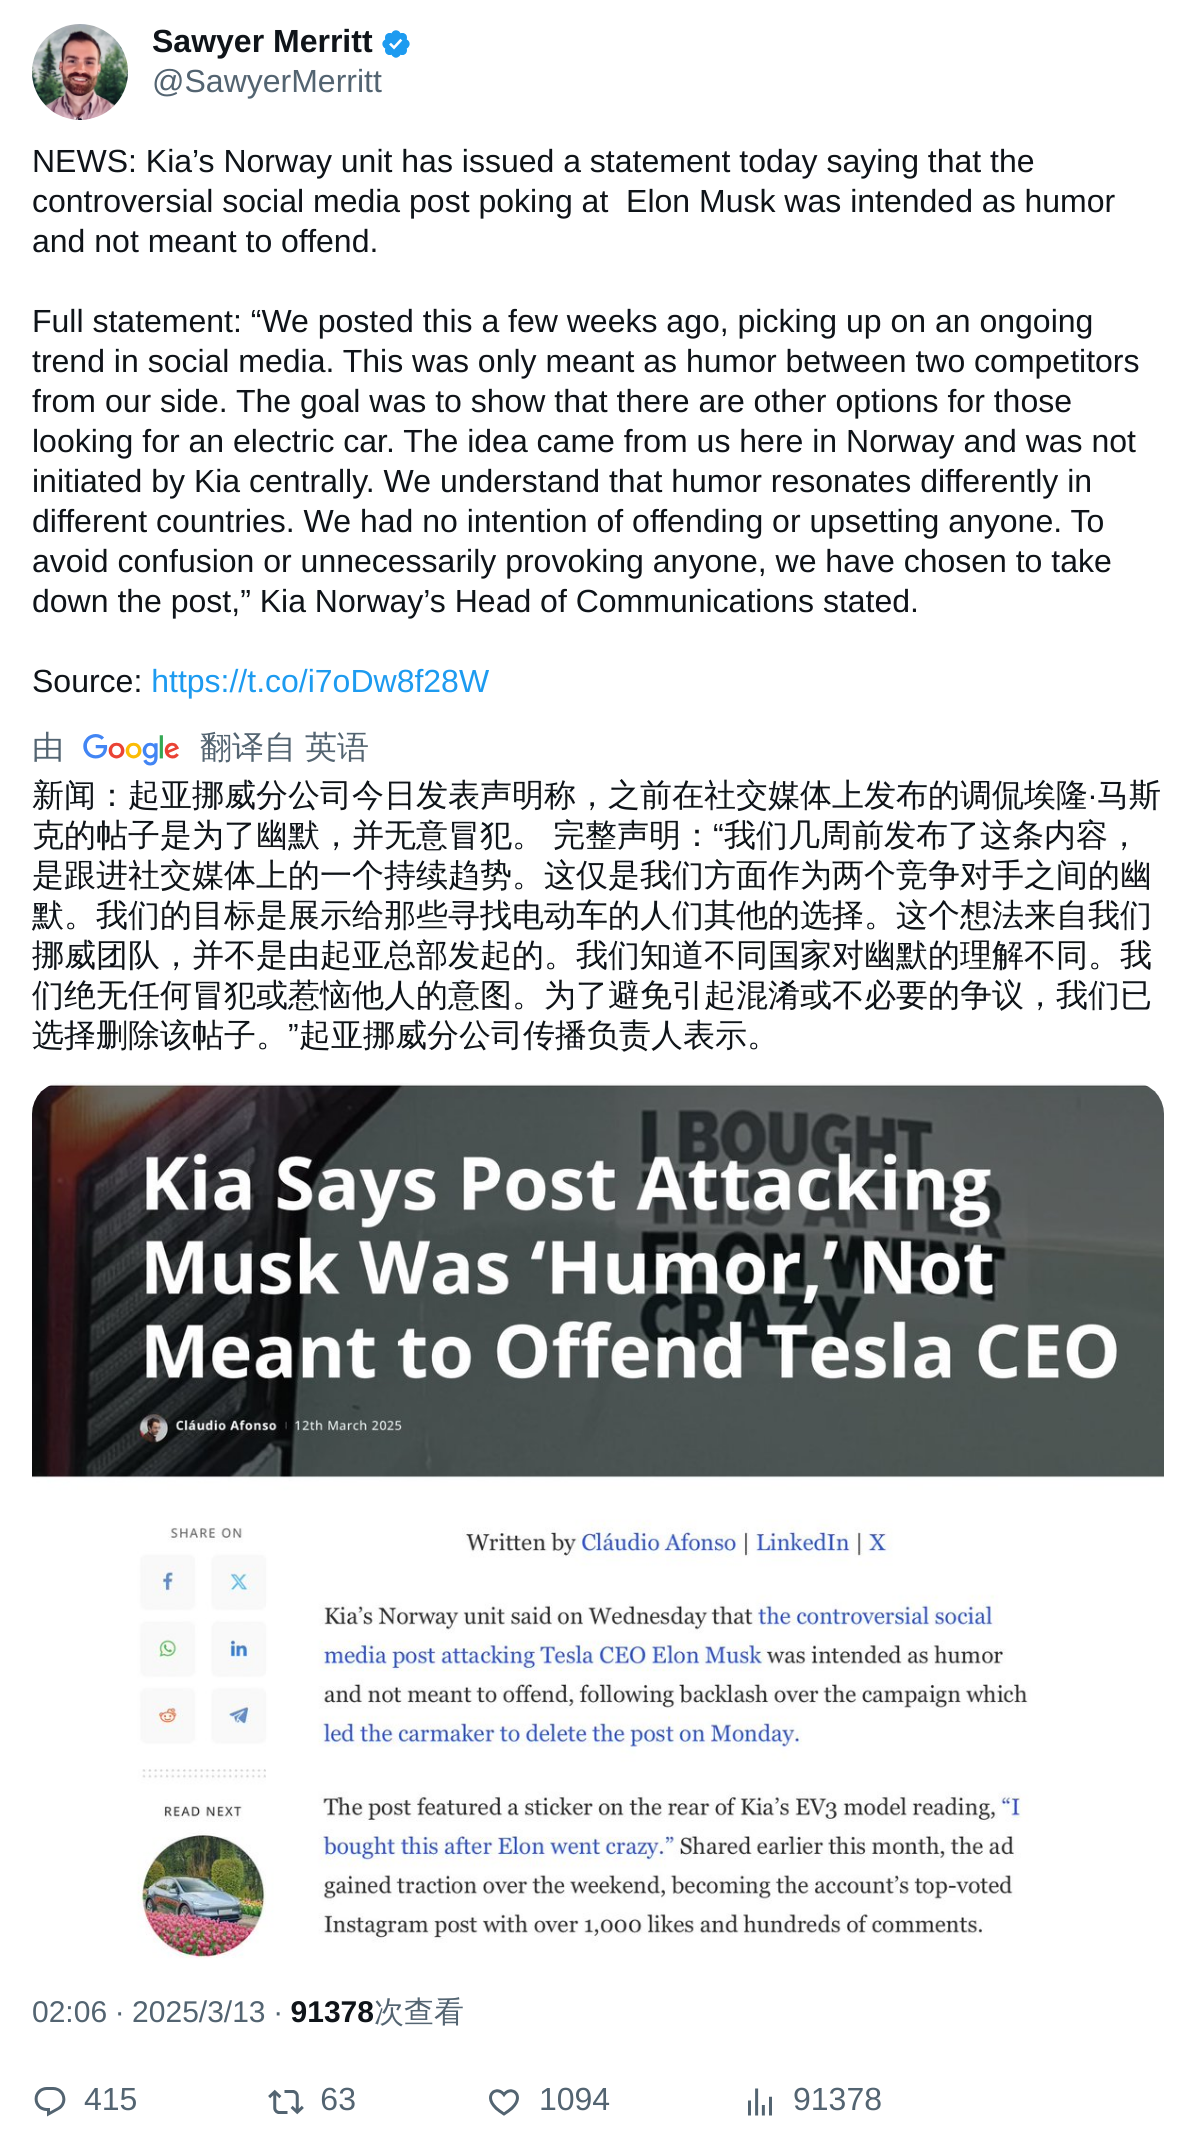 Sawyer Merritt
@SawyerMerritt
NEWS: Kia’s Norway unit has issued a statement today saying that the
controversial social media post poking at  Elon Musk was intended as humor
and not meant to offend.
Full statement: “We posted this a few weeks ago, picking up on an ongoing
trend in social media. This was only meant as humor between two competitors
from our side. The goal was to show that there are other options for those
looking for an electric car. The idea came from us here in Norway and was not
initiated by Kia centrally. We understand that humor resonates differently in
different countries. We had no intention of offending or upsetting anyone. To
avoid confusion or unnecessarily provoking anyone, we have chosen to take
down the post,” Kia Norway’s Head of Communications stated.
Source: https://t.co/i7oDw8f28W
由 Google 翻译自 英语
新闻：起亚挪威分公司今日发表声明称，之前在社交媒体上发布的调侃埃隆·马斯
克的帖子是为了幽默，并无意冒犯。 完整声明：“我们几周前发布了这条内容，
是跟进社交媒体上的一个持续趋势。这仅是我们方面作为两个竞争对手之间的幽
默。我们的目标是展示给那些寻找电动车的人们其他的选择。这个想法来自我们
挪威团队，并不是由起亚总部发起的。我们知道不同国家对幽默的理解不同。我
们绝无任何冒犯或惹恼他人的意图。为了避免引起混淆或不必要的争议，我们已
选择删除该帖子。”起亚挪威分公司传播负责人表示。
I BOUGHT
THIS AFTER
ELON WENT
CRAZY
Kia Says Post Attacking
Musk Was ‘Humor,’ Not
Meant to Offend Tesla CEO
Cláudio Afonso | 12th March 2025
SHARE ON
Written by Cláudio Afonso | LinkedIn | X
Kia’s Norway unit said on Wednesday that the controversial social
media post attacking Tesla CEO Elon Musk was intended as humor
and not meant to offend, following backlash over the campaign which
led the carmaker to delete the post on Monday.
READ NEXT
The post featured a sticker on the rear of Kia’s EV3 model reading, “I
bought this after Elon went crazy.” Shared earlier this month, the ad
gained traction over the weekend, becoming the account’s top-voted
Instagram post with over 1,000 likes and hundreds of comments.
02:06 · 2025/3/13 · 91378次查看
415 63 1094 91378